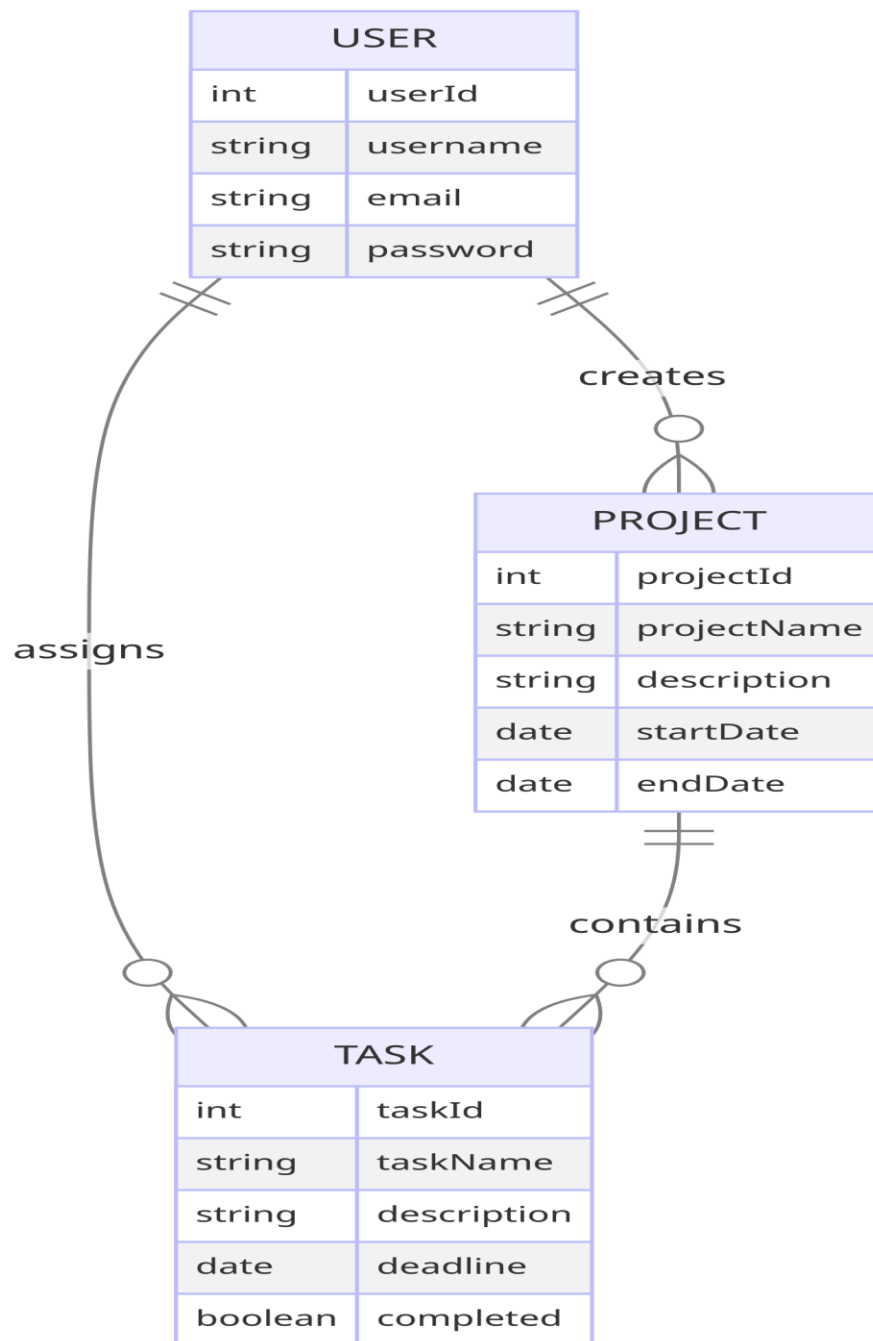 USER
int userId
string username
string email
string password
creates
PROJECT
int projectId
string projectName
string description
date startDate
date endDate
assigns
contains
TASK
int taskId
string taskName
string description
date deadline
boolean completed